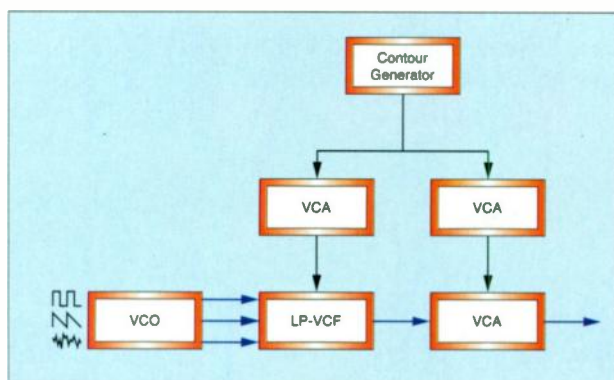 Contour
Generator
VCA
VCA
VCO
LP-VCF
VCA